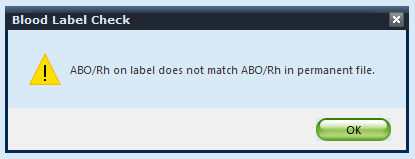 Blood Label Check
ABO/Rh on label does not match ABO/Rh in permanent file.
OK